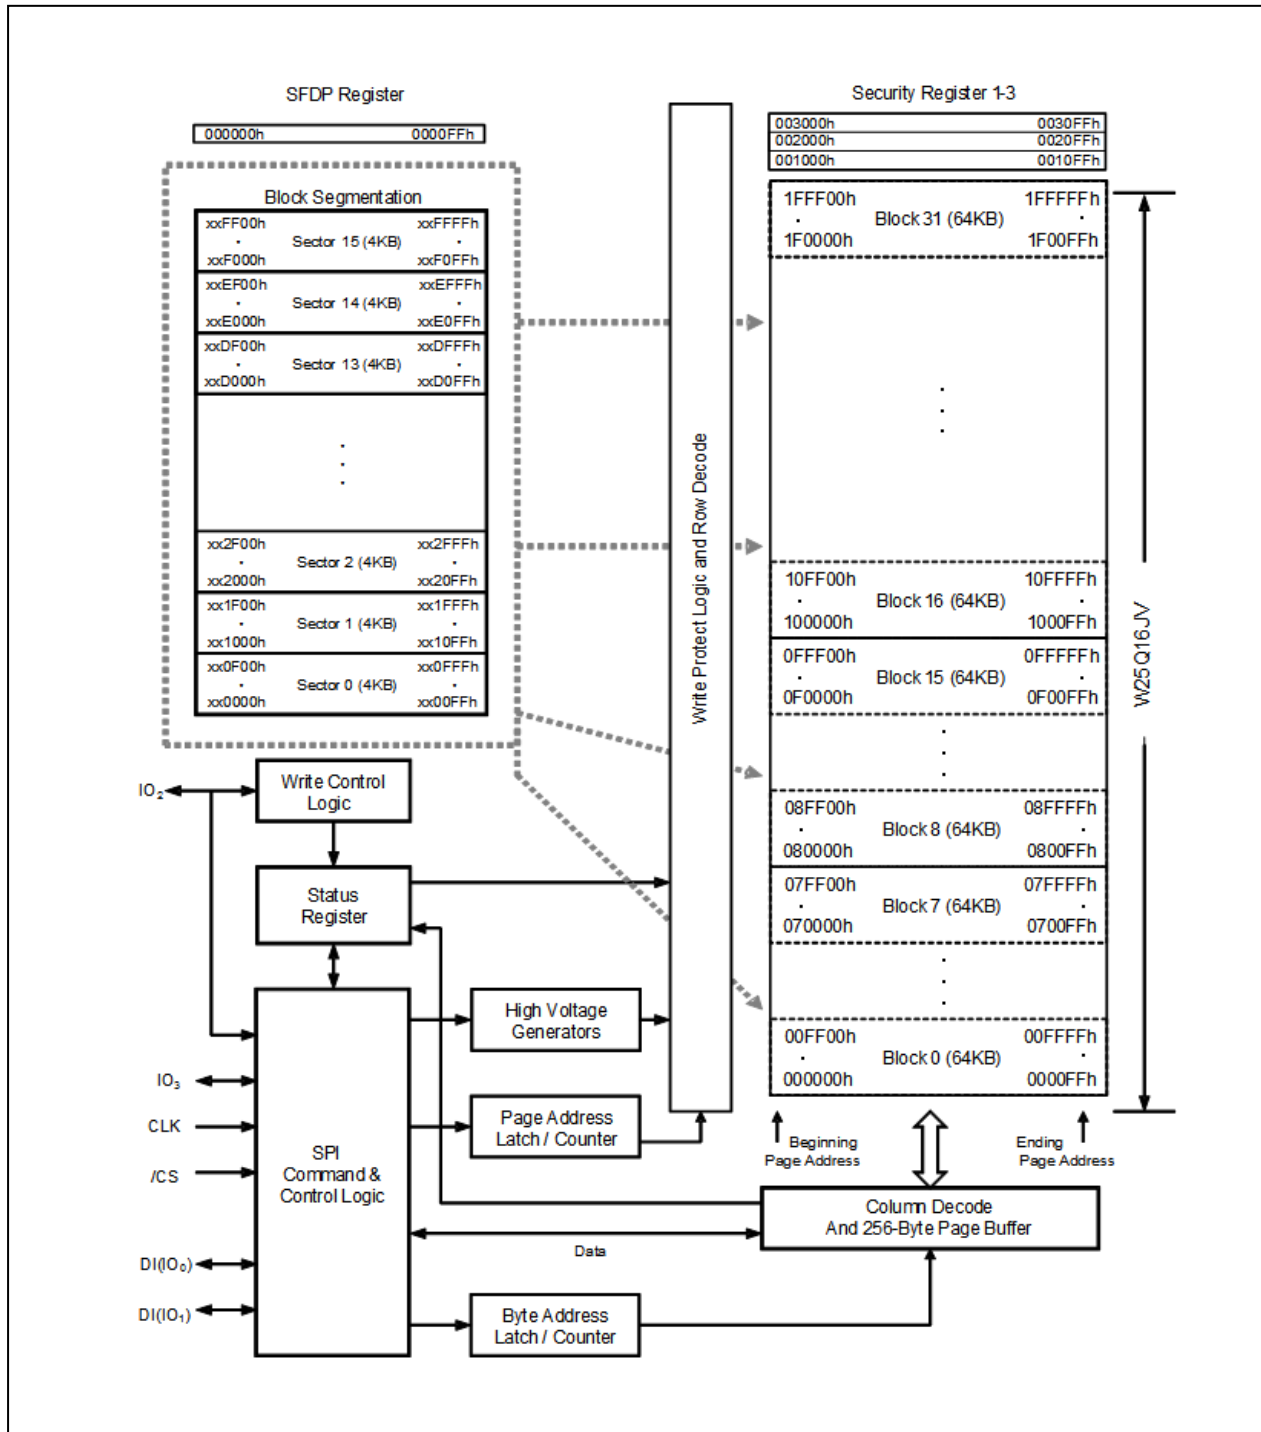 SFDP Register
000000h 0000FFh
Block Segmentation
xxFF00h xxFFFFh
. Sector 15 (4KB) .
xxF000h xxF0FFh
xxEF00h xxEFFFh
. Sector 14 (4KB) .
xxE000h xxE0FFh
xxDF00h xxDFFFh
. Sector 13 (4KB) .
xxD000h xxD0FFh
.
.
.
xx2F00h xx2FFFh
. Sector 2 (4KB) .
xx2000h xx20FFh
xx1F00h xx1FFFh
. Sector 1 (4KB) .
xx1000h xx10FFh
xx0F00h xx0FFFh
. Sector 0 (4KB) .
xx0000h xx00FFh
Write Protect Logic and Row Decode
Security Register 1-3
003000h 0030FFh
002000h 0020FFh
001000h 0010FFh
1FFF00h 1FFFFFh
. Block 31 (64KB) .
1F0000h 1F00FFh
.
.
.
10FF00h 10FFFFh
. Block 16 (64KB) .
100000h 1000FFh
0FFF00h 0FFFFFh
. Block 15 (64KB) .
0F0000h 0F00FFh
.
.
.
08FF00h 08FFFFh
. Block 8 (64KB) .
080000h 0800FFh
07FF00h 07FFFFh
. Block 7 (64KB) .
070000h 0700FFh
.
.
.
00FF00h 00FFFFh
. Block 0 (64KB) .
000000h 0000FFh
W25Q16JV
Beginning
Page Address
Ending
Page Address
IO2
Write Control
Logic
Status
Register
High Voltage
Generators
IO3
CLK
/CS
SPI
Command &
Control Logic
Page Address
Latch / Counter
Column Decode
And 256-Byte Page Buffer
Data
DI(IO0)
DI(IO1)
Byte Address
Latch / Counter